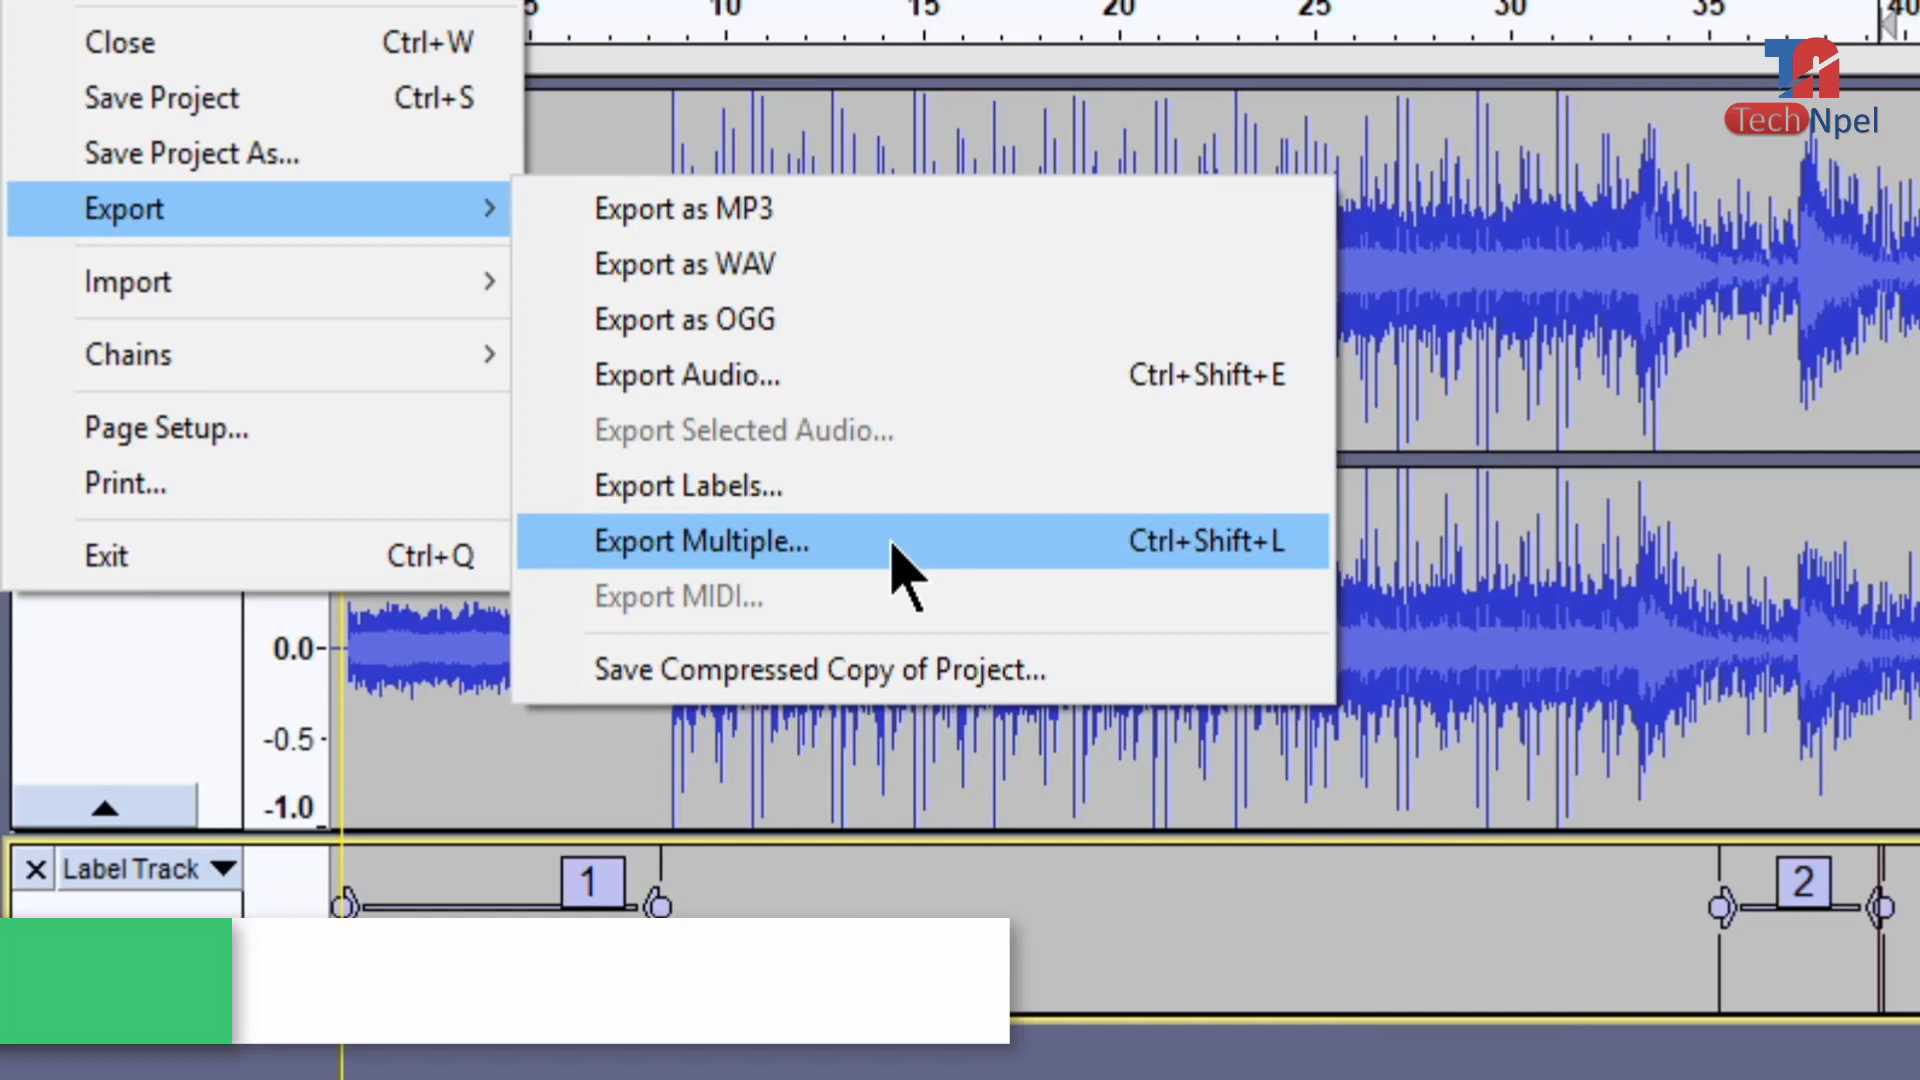 5 10 15 20 25 30 35 40
Close Ctrl+W
Save Project Ctrl+S
Save Project As...
Export
Import
Chains
Page Setup...
Print...
Exit Ctrl+Q
Export as MP3
Export as WAV
Export as OGG
Export Audio... Ctrl+Shift+E
Export Selected Audio...
Export Labels...
Export Multiple... Ctrl+Shift+L
Export MIDI...
Save Compressed Copy of Project...
TechNpel
0.0-
-0.5-
-1.0
Label Track
1
2